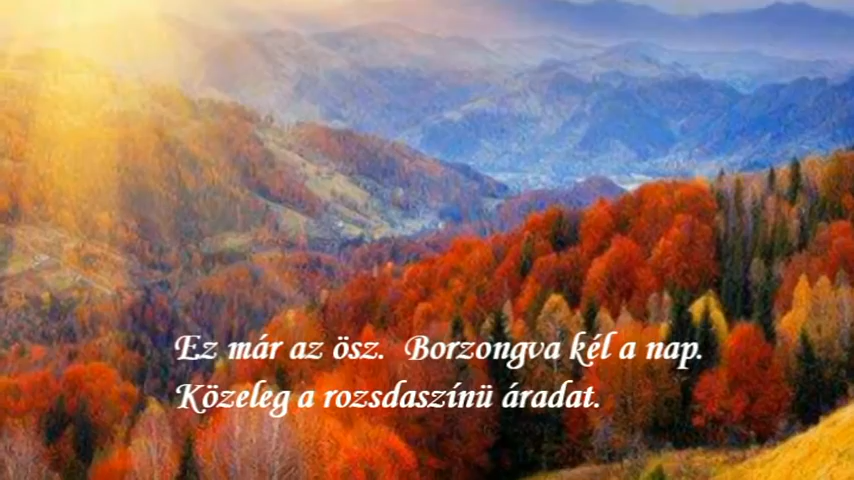 Ez már az ösz. Borzongva kél a nap.
Közeleg a rozsdaszínü áradat.